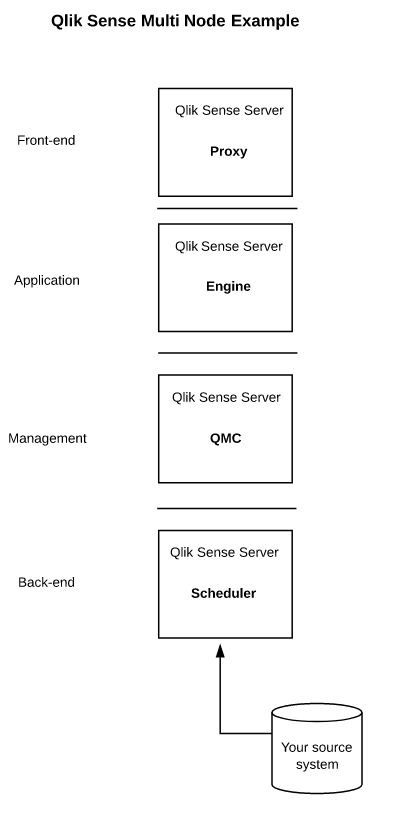 Qlik Sense Multi Node Example
Qlik Sense Server
Front-end
Proxy
Qlik Sense Server
Application
Engine
Qlik Sense Server
Management
QMC
Qlik Sense Server
Back-end
Scheduler
Your source
system